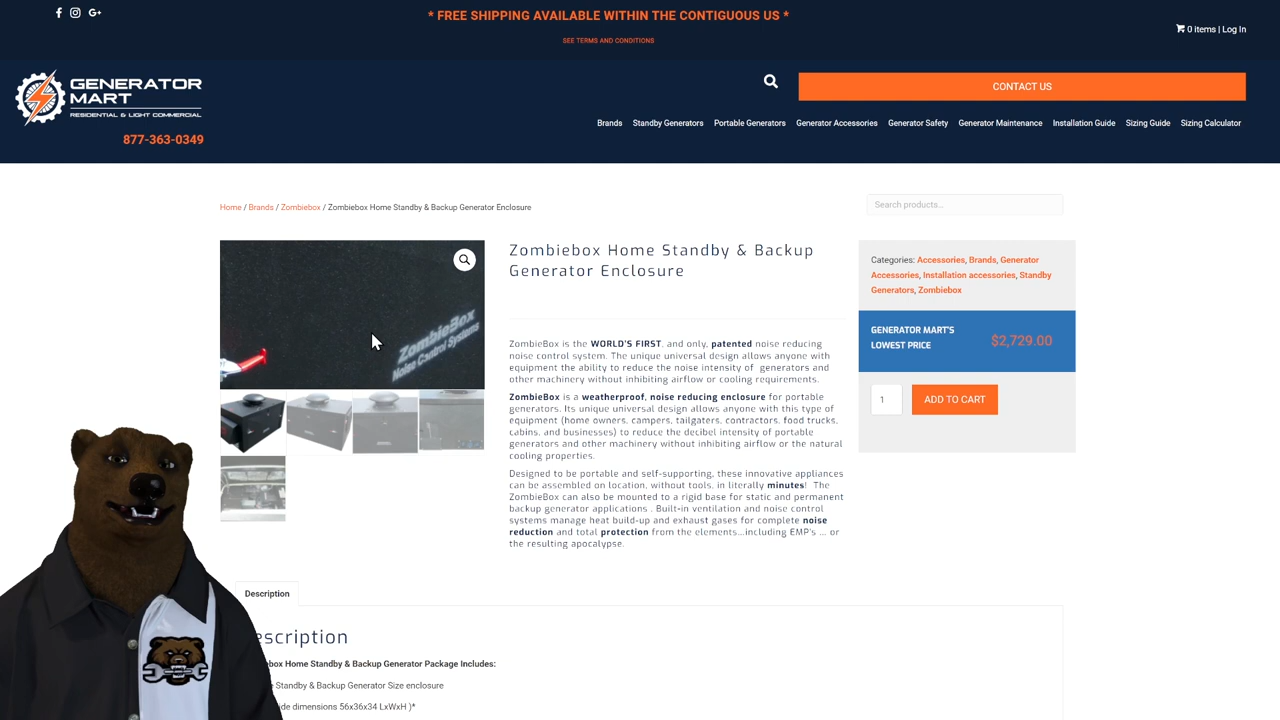 * FREE SHIPPING AVAILABLE WITHIN THE CONTIGUOUS US *
SEE TERMS AND CONDITIONS
0 items | Log In
GENERATOR
MART
RESIDENTIAL & LIGHT COMMERCIAL
877-363-0349
CONTACT US
Brands Standby Generators Portable Generators Generator Accessories Generator Safety Generator Maintenance Installation Guide Sizing Guide Sizing Calculator
Home / Brands / Zombiebox / Zombiebox Home Standby & Backup Generator Enclosure
Search products...
ZombieBox
Noise Control Systems
Zombiebox Home Standby & Backup
Generator Enclosure
ZombieBox is the WORLD'S FIRST, and only, patented noise reducing
noise control system. The unique universal design allows anyone with
equipment the ability to reduce the noise intensity of generators and
other machinery without inhibiting airflow or cooling requirements.
ZombieBox is a weatherproof, noise reducing enclosure for portable
generators. Its unique universal design allows anyone with this type of
equipment (home owners, campers, tailgaters, contractors, food trucks,
cabins, and businesses) to reduce the decibel intensity of portable
generators and other machinery without inhibiting airflow or the natural
cooling properties.
Designed to be portable and self-supporting, these innovative appliances
can be assembled on location, without tools, in literally minutes! The
ZombieBox can also be mounted to a rigid base for static and permanent
backup generator applications . Built-in ventilation and noise control
systems manage heat build-up and exhaust gases for complete noise
reduction and total protection from the elements...including EMP's ... or
the resulting apocalypse.
Categories: Accessories, Brands, Generator
Accessories, Installation accessories, Standby
Generators, Zombiebox
GENERATOR MART'S
LOWEST PRICE
$2,729.00
1
ADD TO CART
Description
escription
box Home Standby & Backup Generator Package Includes:
Standby & Backup Generator Size enclosure
ide dimensions 56x36x34 LxWxH )*